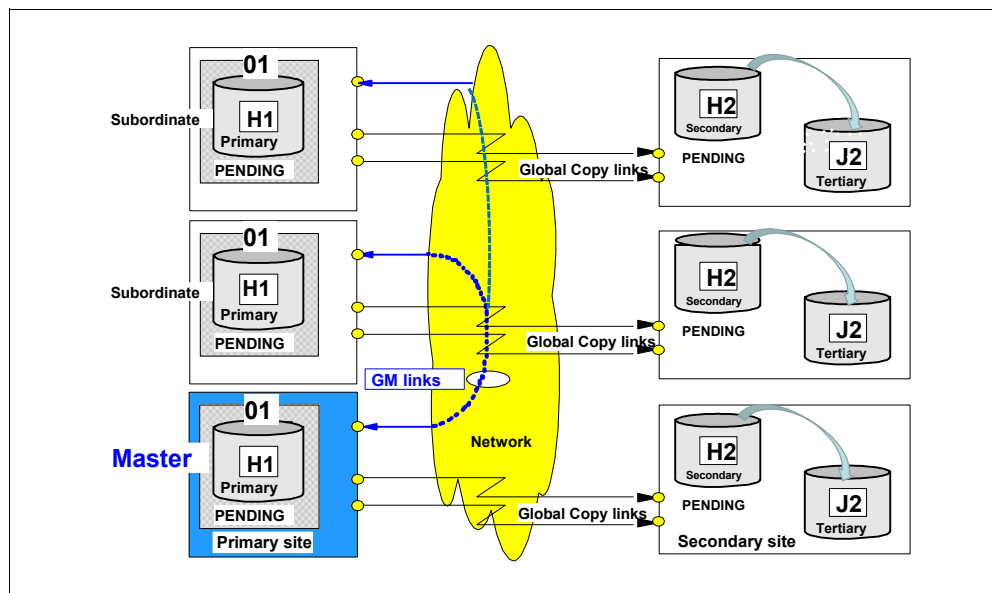 01
H1
Primary
PENDING
Subordinate
H2
Secondary
PENDING
J2
Tertiary
Global Copy links
01
H1
Primary
PENDING
Subordinate
H2
Secondary
PENDING
J2
Tertiary
Global Copy links
GM links
01
H1
Primary
PENDING
Master
Primary site
Network
H2
Secondary
PENDING
J2
Tertiary
Global Copy links
Secondary site